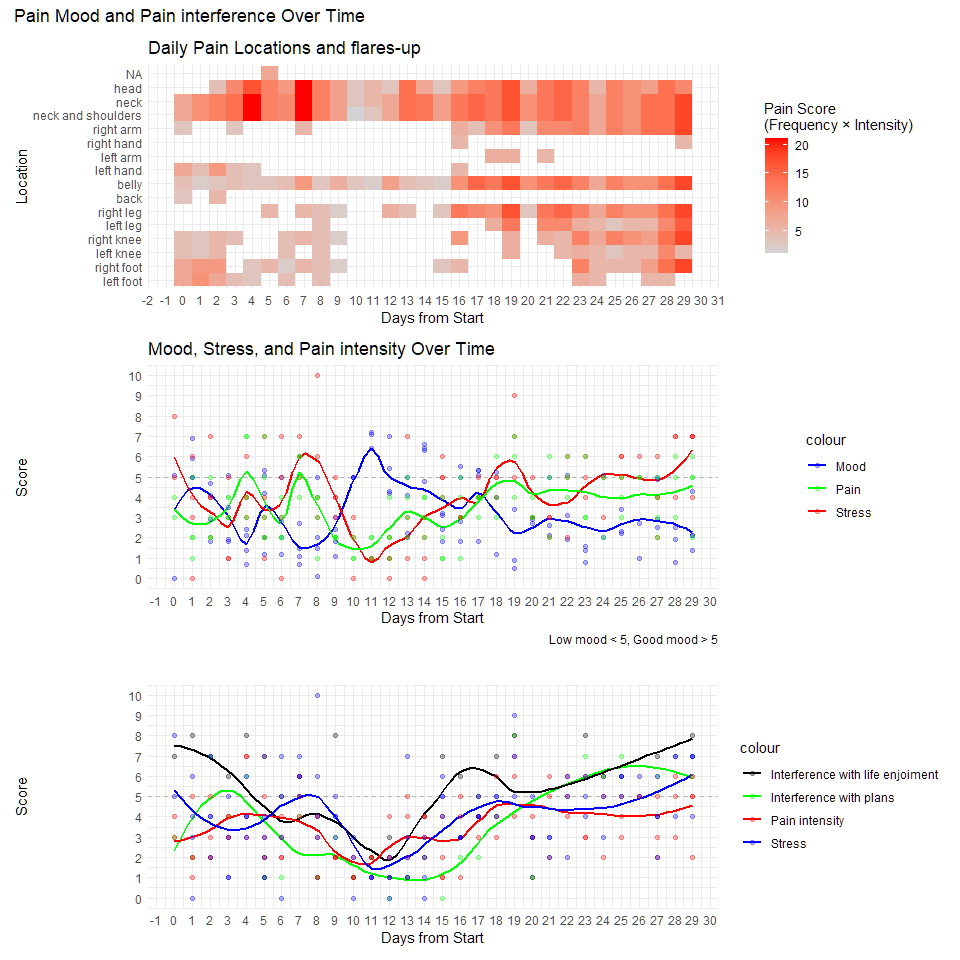 Pain Mood and Pain interference Over Time
Daily Pain Locations and flares-up
NA
head
neck
neck and shoulders
right arm
right hand
left arm
left hand
belly
back
right leg
left leg
right knee
left knee
right foot
left foot
Location
-2 -1 0 1 2 3 4 5 6 7 8 9 10 11 12 13 14 15 16 17 18 19 20 21 22 23 24 25 26 27 28 29 30 31
Days from Start
Pain Score
(Frequency × Intensity)
20
15
10
5
Mood, Stress, and Pain intensity Over Time
10
9
8
7
6
5
4
3
2
1
0
Score
-1 0 1 2 3 4 5 6 7 8 9 10 11 12 13 14 15 16 17 18 19 20 21 22 23 24 25 26 27 28 29 30
Days from Start
Low mood < 5, Good mood > 5
colour
Mood
Pain
Stress
10
9
8
7
6
5
4
3
2
1
0
Score
-1 0 1 2 3 4 5 6 7 8 9 10 11 12 13 14 15 16 17 18 19 20 21 22 23 24 25 26 27 28 29 30
Days from Start
colour
Interference with life enjoiment
Interference with plans
Pain intensity
Stress